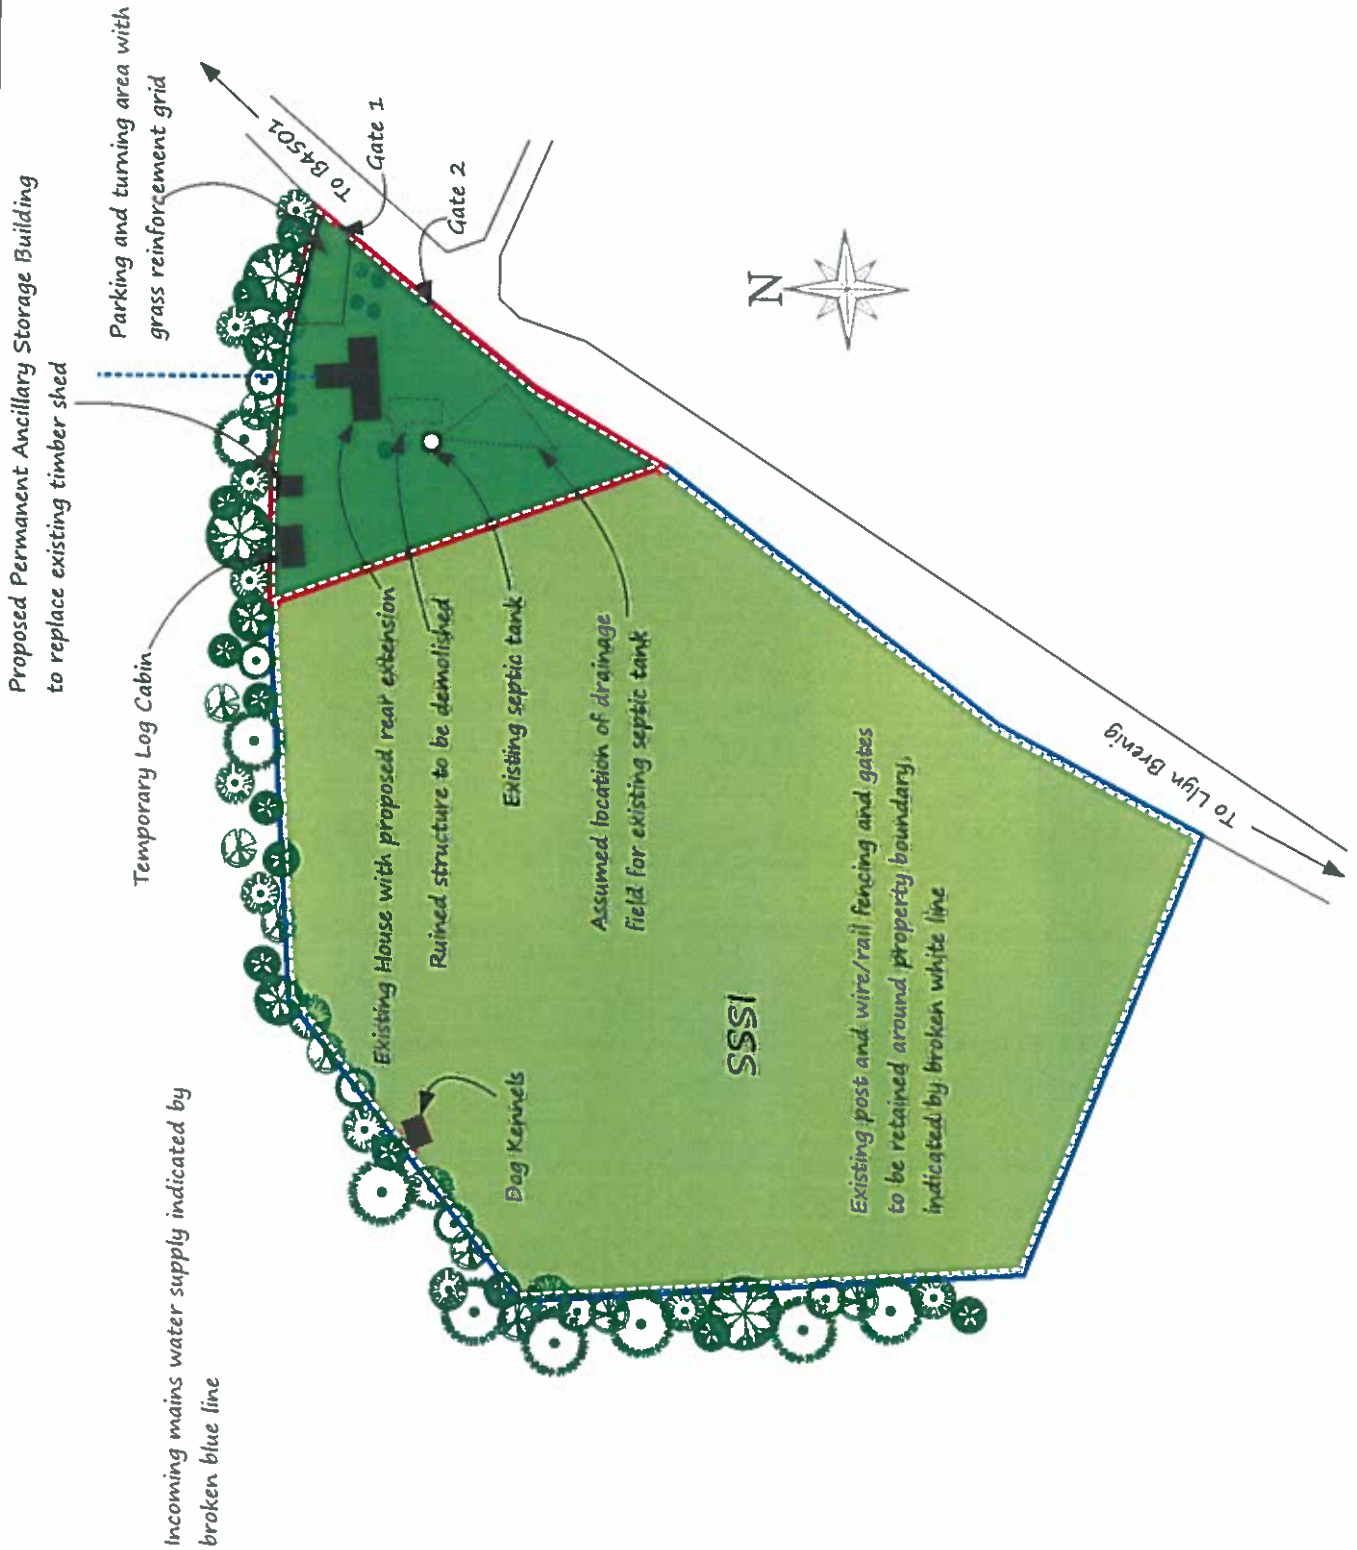 Incoming mains water supply indicated by
broken blue line
Proposed Permanent Ancillary Storage Building
to replace existing timber shed
Temporary Log Cabin
Parking and turning area with
grass reinforcement grid
To B4501
Gate 1
Gate 2
N
Existing House with proposed rear extension
Ruined structure to be demolished
Existing septic tank
Assumed location of drainage
field for existing septic tank
Dog Kennels
SSSI
Existing post and wire/rail fencing and gates
to be retained around property boundary,
indicated by broken white line
To Llyn Brenig